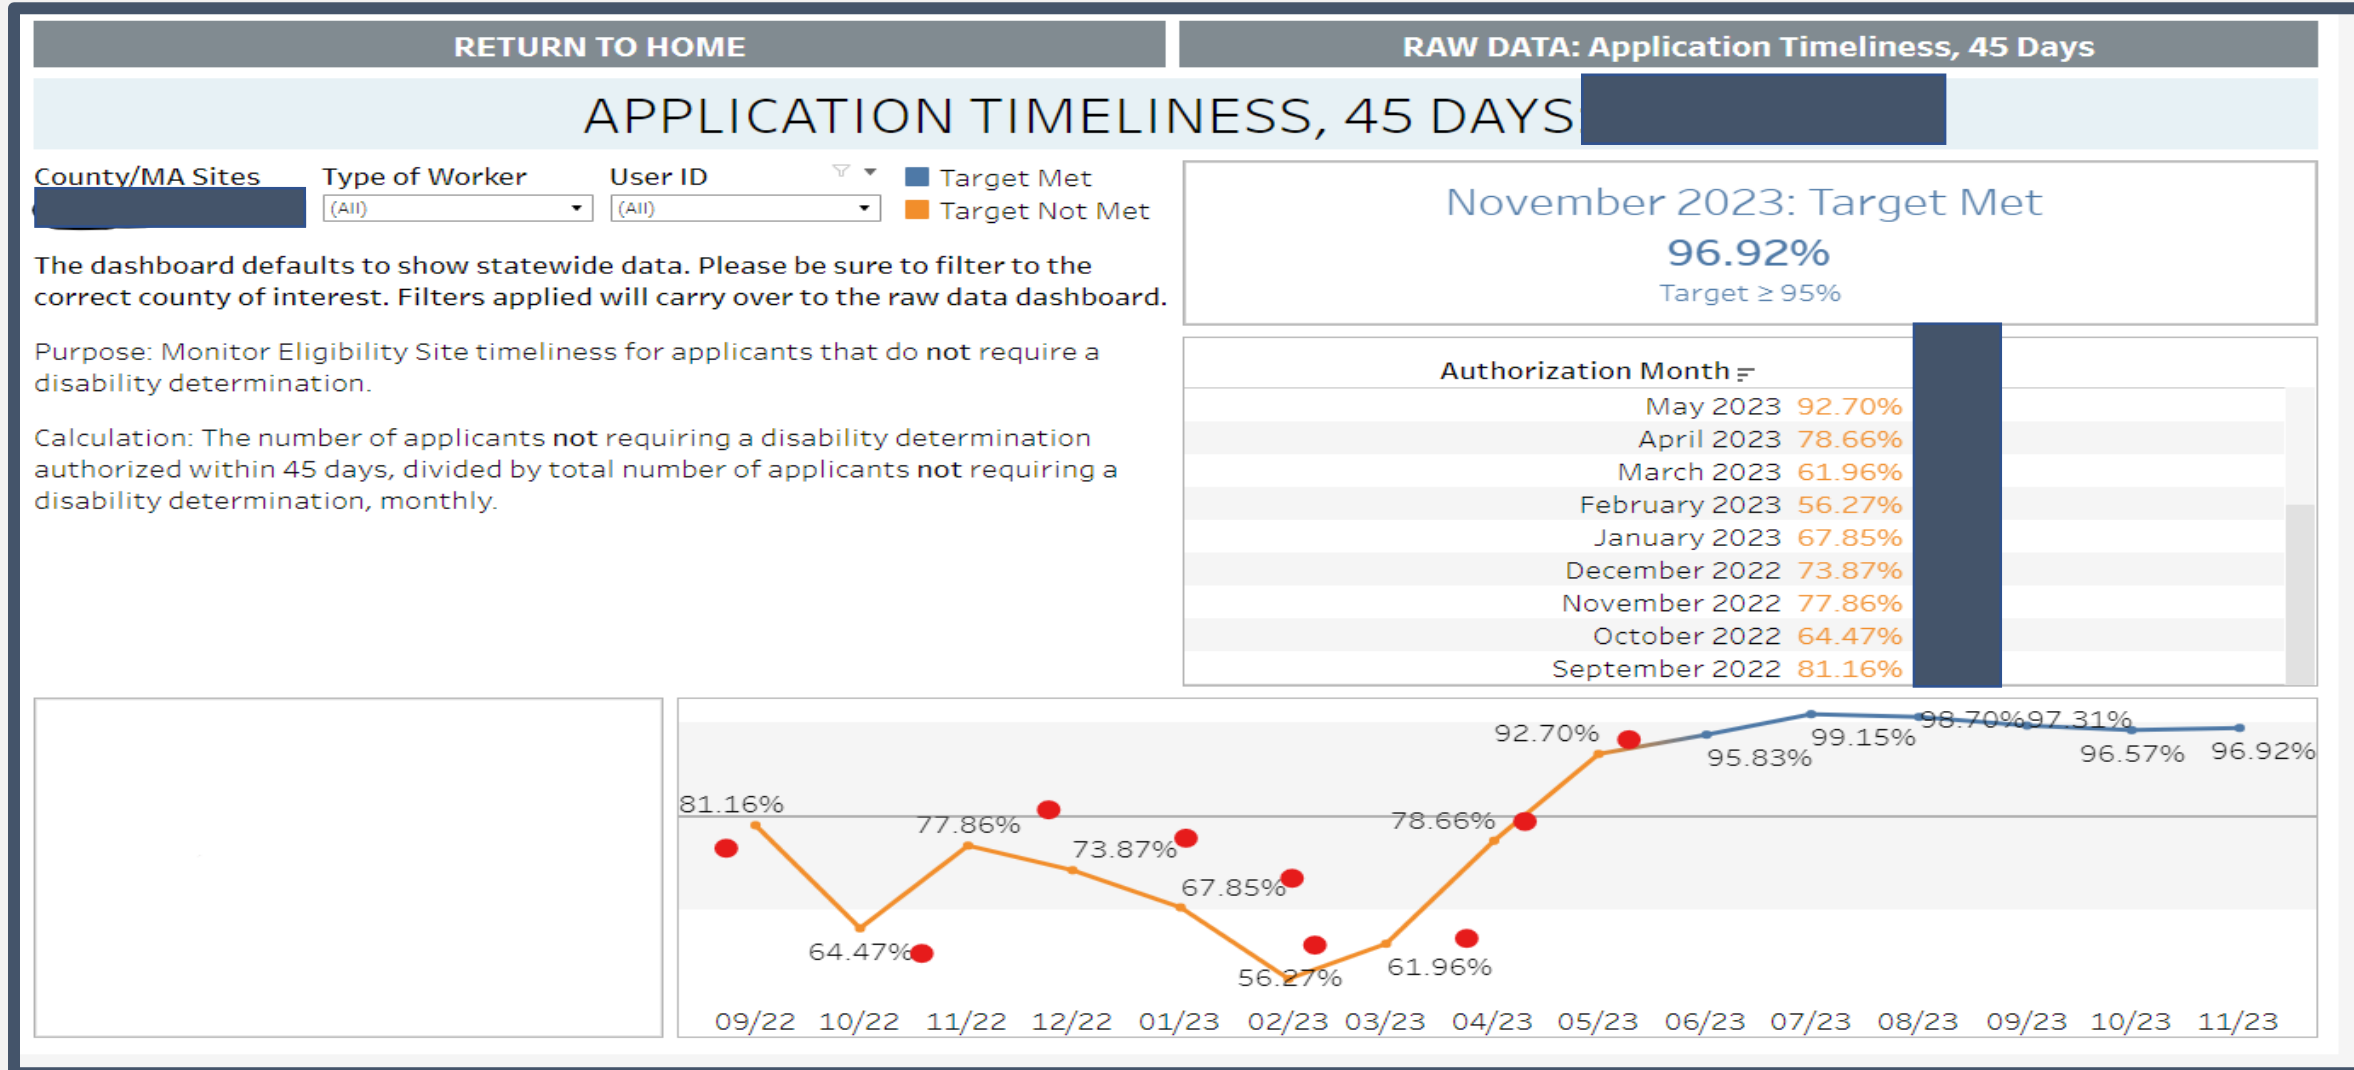 RETURN TO HOME
RAW DATA: Application Timeliness, 45 Days
APPLICATION TIMELINESS, 45 DAYS
County/MA Sites
Type of Worker
User ID
(All)
(All)
Target Met
Target Not Met
The dashboard defaults to show statewide data. Please be sure to filter to the
correct county of interest. Filters applied will carry over to the raw data dashboard.
Purpose: Monitor Eligibility Site timeliness for applicants that do not require a
disability determination.
Calculation: The number of applicants not requiring a disability determination
authorized within 45 days, divided by total number of applicants not requiring a
disability determination, monthly.
November 2023: Target Met
96.92%
Target ≥ 95%
Authorization Month
May 2023 92.70%
April 2023 78.66%
March 2023 61.96%
February 2023 56.27%
January 2023 67.85%
December 2022 73.87%
November 2022 77.86%
October 2022 64.47%
September 2022 81.16%
81.16%
64.47%
77.86%
73.87%
67.85%
56.27%
61.96%
78.66%
92.70%
95.83%
99.15%
98.70%
97.31%
96.57%
96.92%
09/22 10/22 11/22 12/22 01/23 02/23 03/23 04/23 05/23 06/23 07/23 08/23 09/23 10/23 11/23